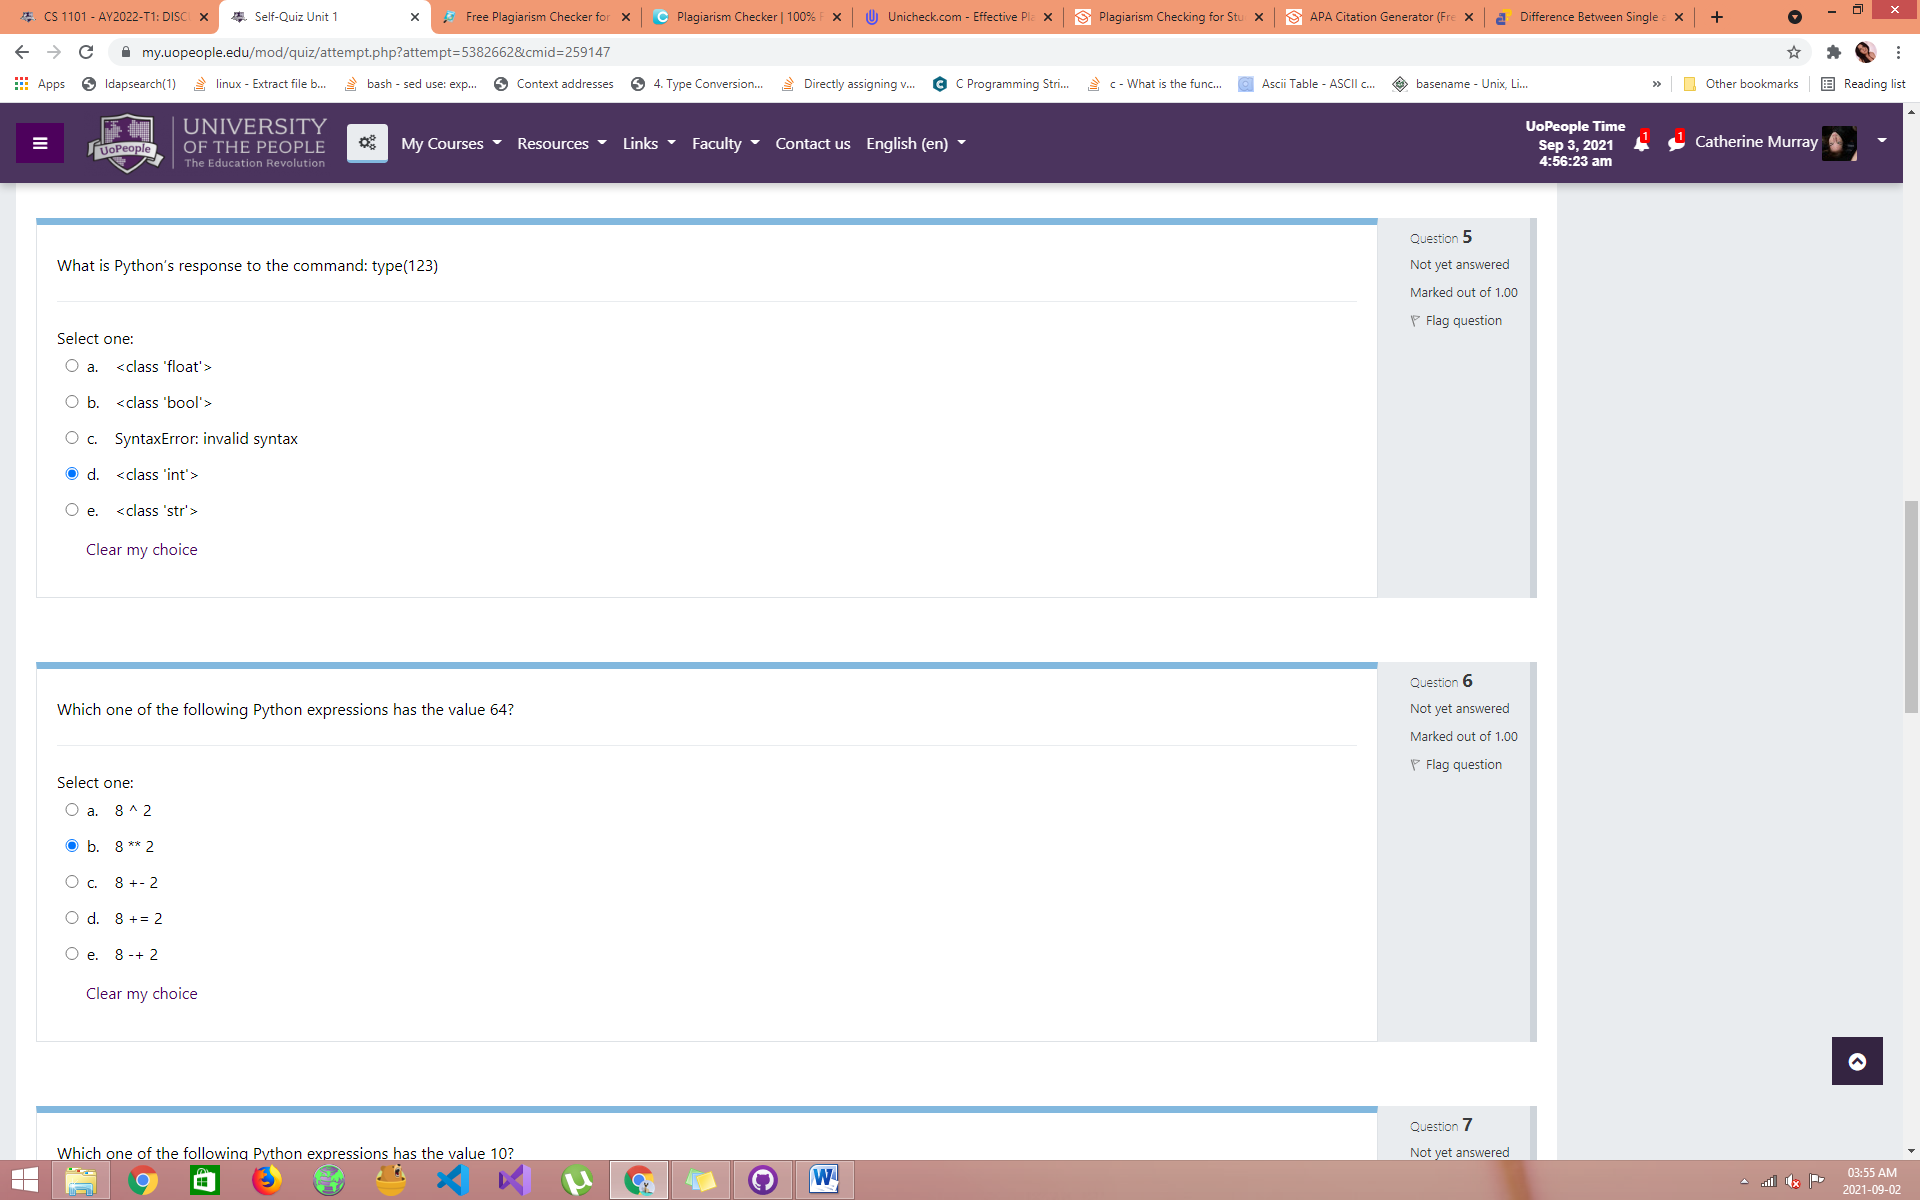 CS 1101 - AY2022-T1: DISC
Self-Quiz Unit 1
Free Plagiarism Checker for
Plagiarism Checker | 100% F
Unicheck.com - Effective Pla
Plagiarism Checking for Stu
APA Citation Generator (Fre
Difference Between Single a
my.uopeople.edu/mod/quiz/attempt.php?attempt=5382662&cmid=259147
Apps
ldapsearch(1)
linux - Extract file b...
bash - sed use: exp...
Context addresses
4. Type Conversion...
Directly assigning v...
C Programming Stri...
c - What is the func...
Ascii Table - ASCII c...
basename - Unix, Li...
»
Other bookmarks
Reading list
UoPeople
UNIVERSITY
OF THE PEOPLE
The Education Revolution
My Courses
Resources
Links
Faculty
Contact us
English (en)
UoPeople Time
Sep 3, 2021
4:56:23 am
1
1
Catherine Murray
What is Python's response to the command: type(123)
Select one:
a. <class 'float'>
b. <class 'bool'>
c. SyntaxError: invalid syntax
d. <class 'int'>
e. <class 'str'>
Clear my choice
Question 5
Not yet answered
Marked out of 1.00
Flag question
Which one of the following Python expressions has the value 64?
Select one:
a. 8 ^ 2
b. 8 ** 2
c. 8 +- 2
d. 8 += 2
e. 8 -+ 2
Clear my choice
Question 6
Not yet answered
Marked out of 1.00
Flag question
Which one of the following Python expressions has the value 10?
Question 7
Not yet answered
03:55 AM
2021-09-02